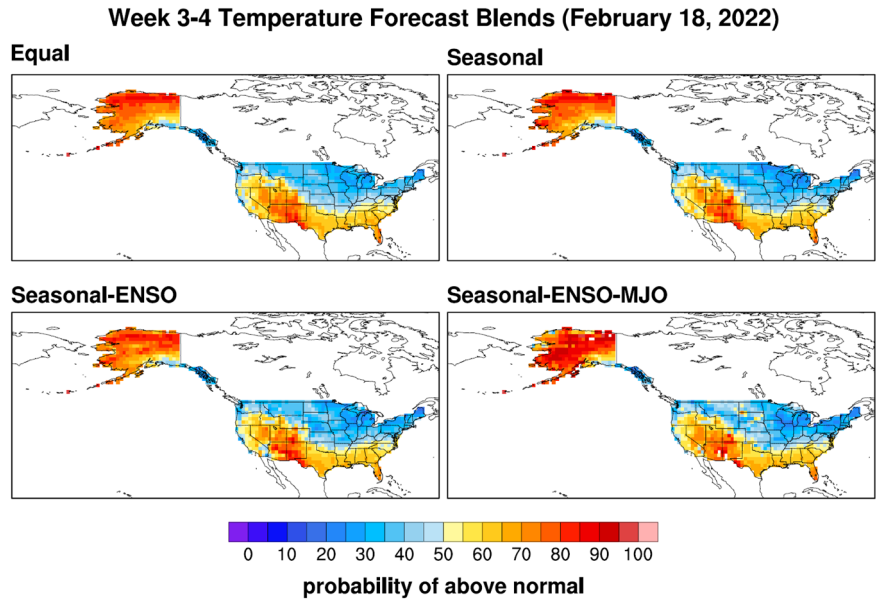 Week 3-4 Temperature Forecast Blends (February 18, 2022)
Equal
Seasonal
Seasonal-ENSO
Seasonal-ENSO-MJO
0 10 20 30 40 50 60 70 80 90 100
probability of above normal